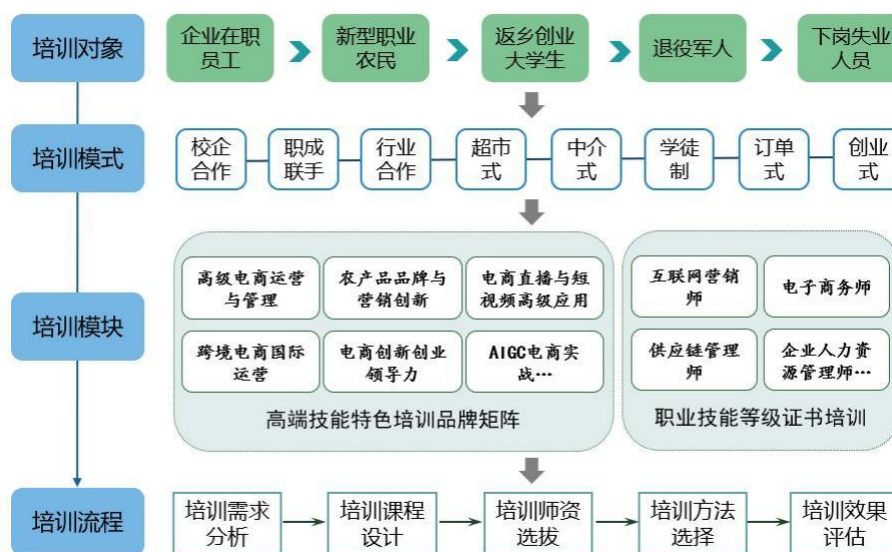 培训对象
企业在职
员工
新型职业
农民
返乡创业
大学生
退役军人
下岗失业
人员
培训模式
校企
合作
职成
联手
行业
合作
超市
式
中介
式
学徒
制
订单
式
创业
式
培训模块
高级电商运营
与管理
农产品品牌与
营销创新
电商直播与短
视频高级应用
跨境电商国际
运营
电商创新创业
领导力
AIGC电商实
战…
高端技能特色培训品牌矩阵
互联网营销
师
电子商务师
供应链管理
师
企业人力资
源管理师…
职业技能等级证书培训
培训流程
培训需求
分析
培训课程
设计
培训师资
选拔
培训方法
选择
培训效果
评估